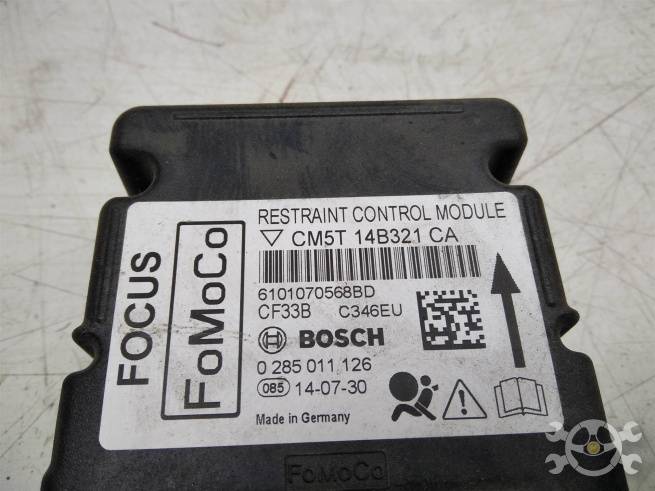 FOCUS
FoMoCo
RESTRAINT CONTROL MODULE
CM5T 14B321 CA
6101070568BD
CF33B C346EU
BOSCH
0 285 011 126
085 14-07-30
Made in Germany
FoMoCo